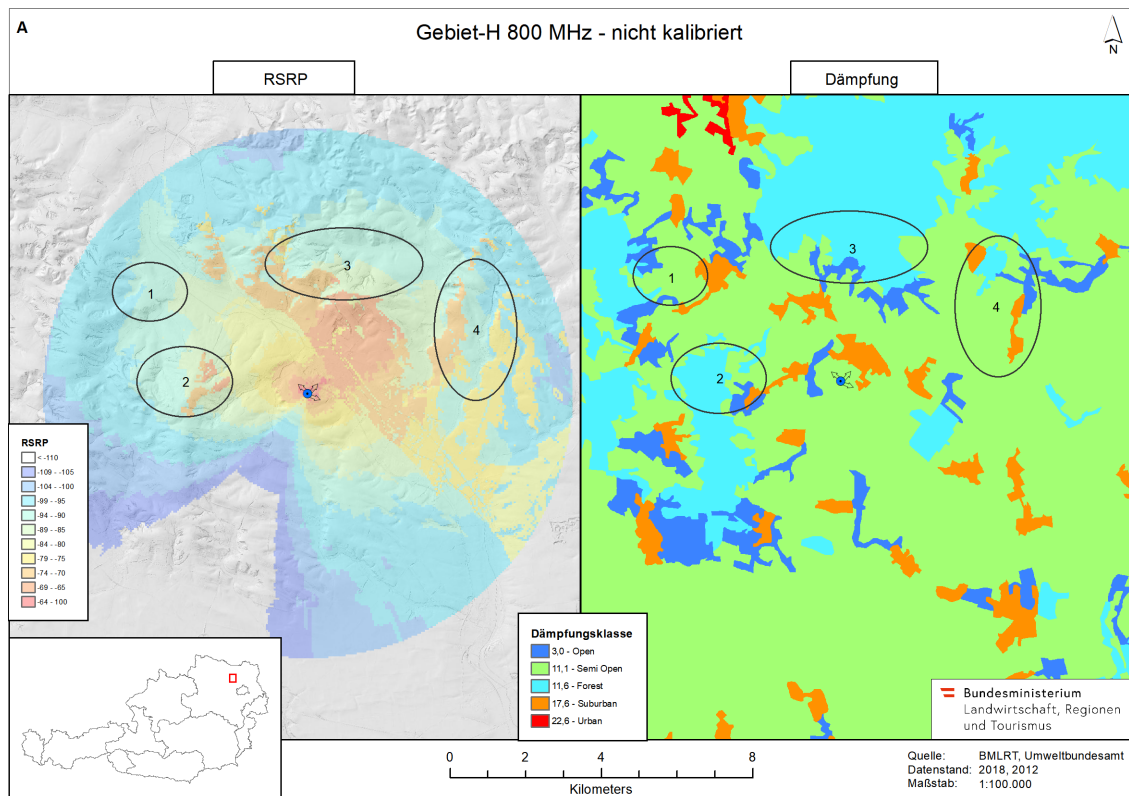 A
Gebiet-H 800 MHz - nicht kalibriert
N
RSRP
Dämpfung
1
2
3
4
1
2
3
4
RSRP
< -110
-109 - -105
-104 - -100
-99 - -95
-94 - -90
-89 - -85
-84 - -80
-79 - -75
-74 - -70
-69 - -65
-64 - -100
Dämpfungsklasse
3,0 - Open
11,1 - Semi Open
11,6 - Forest
17,6 - Suburban
22,6 - Urban
Bundesministerium
Landwirtschaft, Regionen
und Tourismus
0 2 4 8
Kilometers
Quelle: BMLRT, Umweltbundesamt
Datenstand: 2018, 2012
Maßstab: 1:100.000